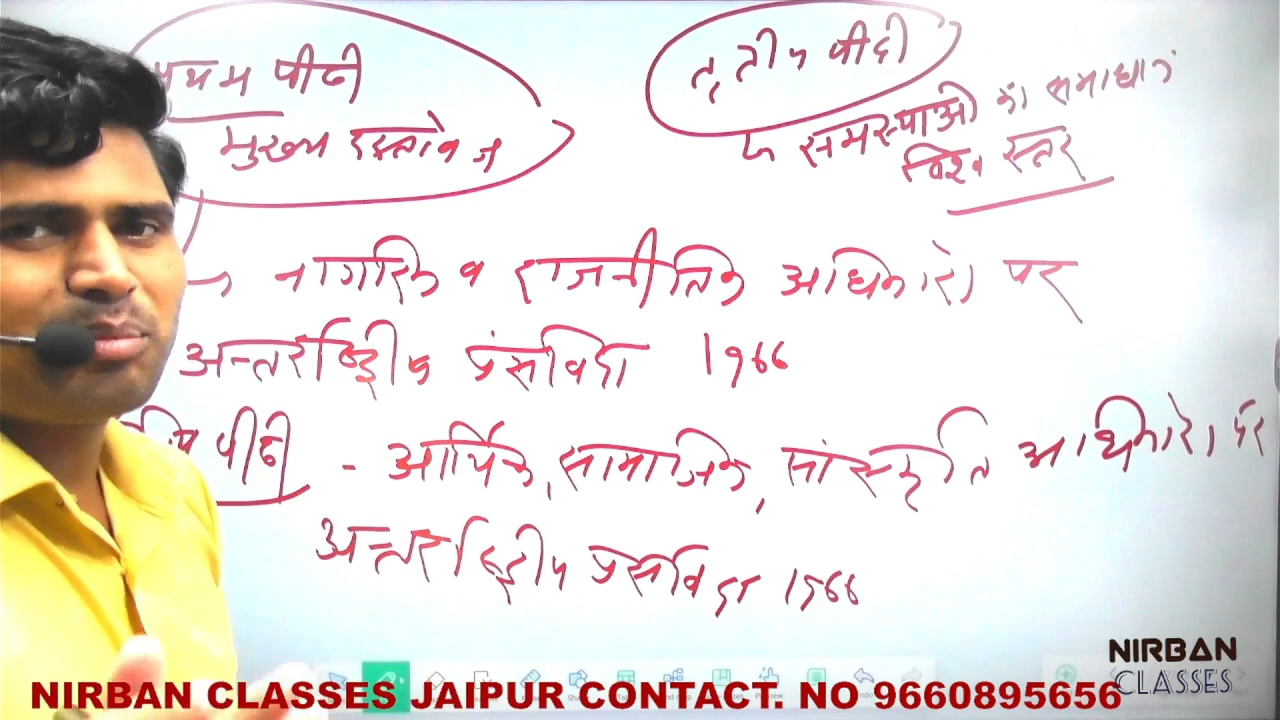 प्रथम पीढी
मुख्य दस्तावेज
तृतीय पीढी
समस्याओं का समाधान
विश्व स्तर
→ नागरिक व राजनीतिक अधिकारों पर
अन्तर्राष्ट्रीय प्रंसविदा 1966
पीढी - आर्थिक, सामाजिक, सांस्कृति अधिकारों पर
अन्तर्राष्ट्रीय प्रसंविदा 1966
NIRBAN
CLASSES
NIRBAN CLASSES JAIPUR CONTACT. NO 9660895656